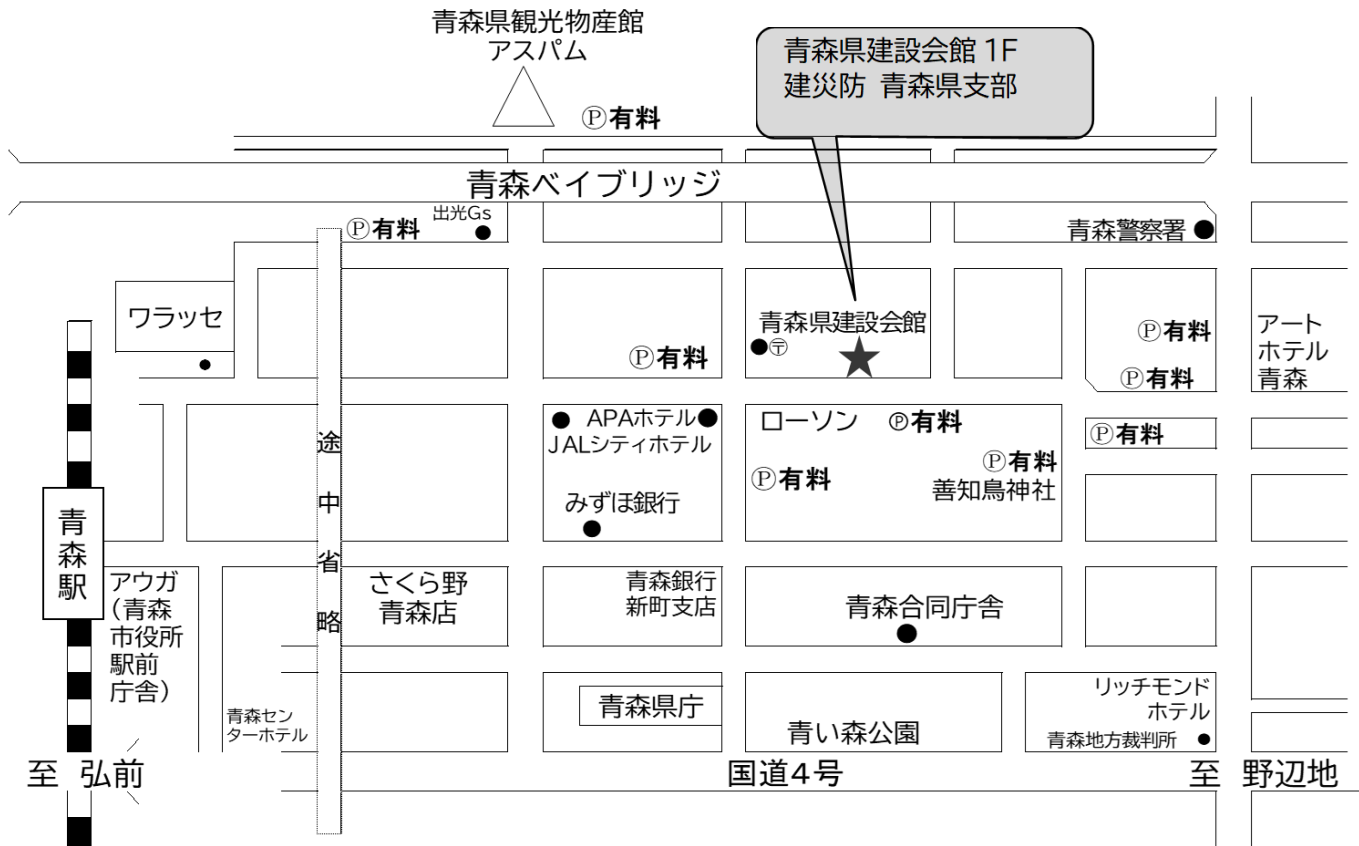 青森県観光物産館
アスパム
青森県建設会館 1F
建災防 青森県支部
Ⓟ有料
青森ベイブリッジ
出光Gs
Ⓟ有料
青森警察署
ワラッセ
青森県建設会館
〶
Ⓟ有料
Ⓟ有料
Ⓟ有料
アート
ホテル
青森
APAホテル
JALシティホテル
ローソン
Ⓟ有料
Ⓟ有料
Ⓟ有料
Ⓟ有料
善知鳥神社
みずほ銀行
途中省略
青森駅
アウガ
(青森
市役所
駅前
庁舎)
さくら野
青森店
青森銀行
新町支店
青森合同庁舎
青森セン
ターホテル
青森県庁
青い森公園
リッチモンド
ホテル
青森地方裁判所
至 弘前
国道4号
至 野辺地